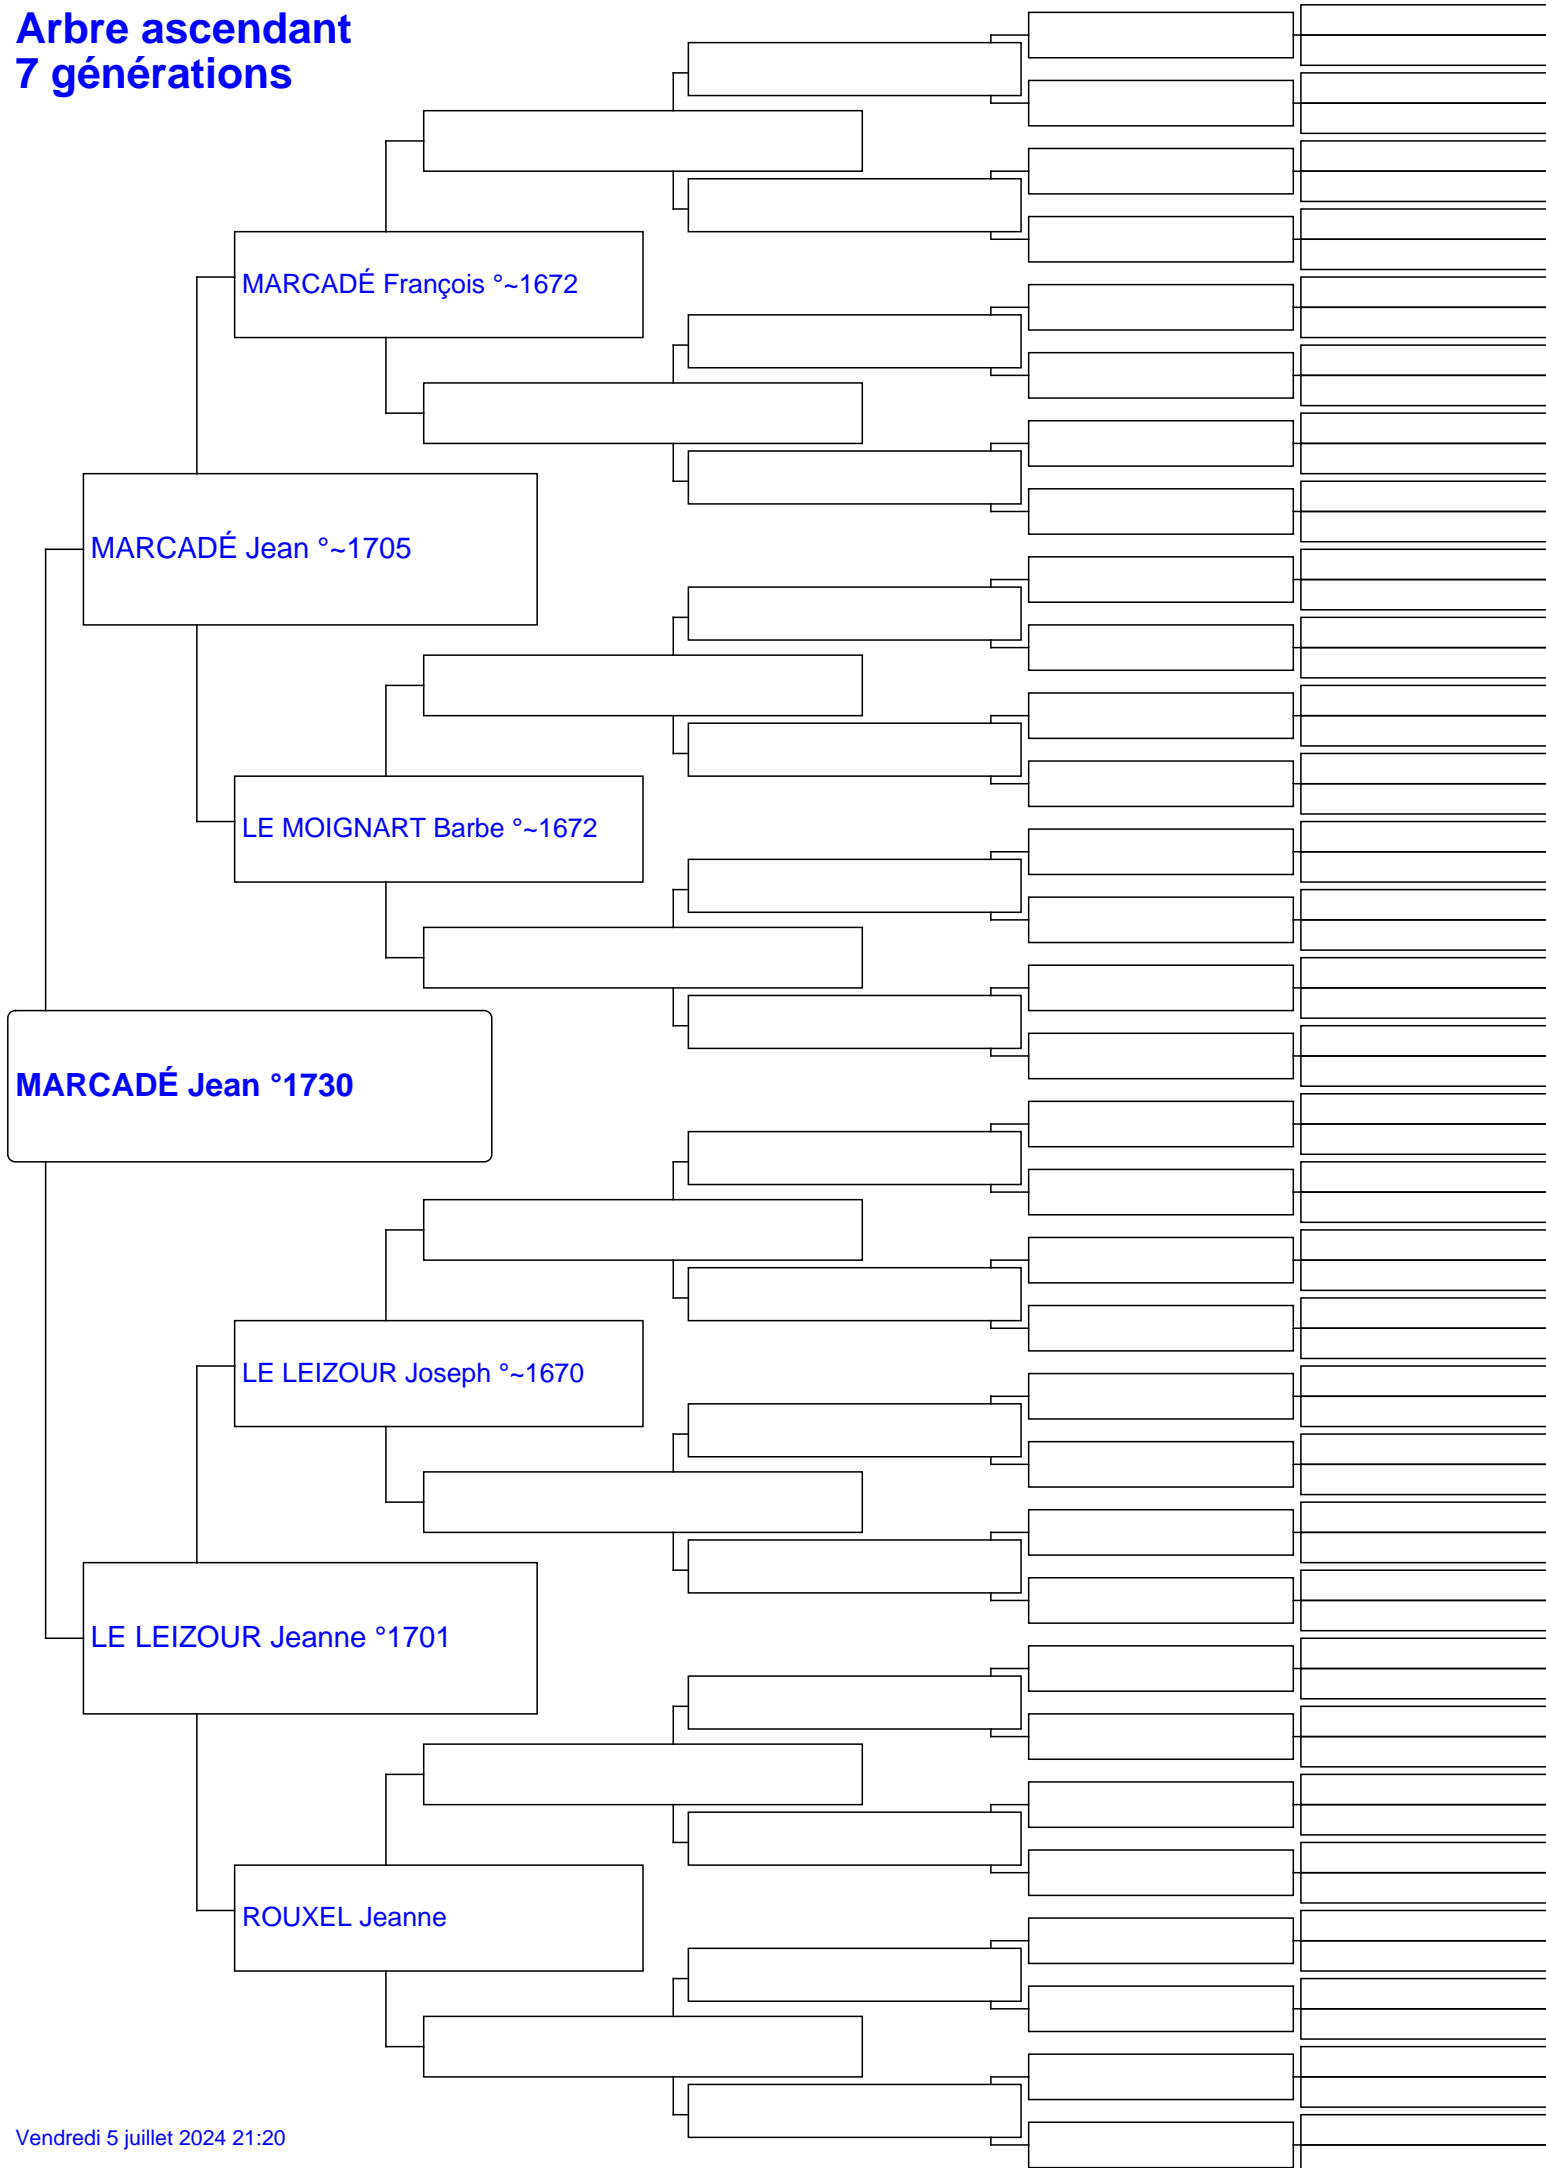 Arbre ascendant
7 générations
MARCADÉ François °~1672
MARCADÉ Jean °~1705
LE MOIGNART Barbe °~1672
MARCADÉ Jean °1730
LE LEIZOUR Joseph °~1670
LE LEIZOUR Jeanne °1701
ROUXEL Jeanne
Vendredi 5 juillet 2024 21:20